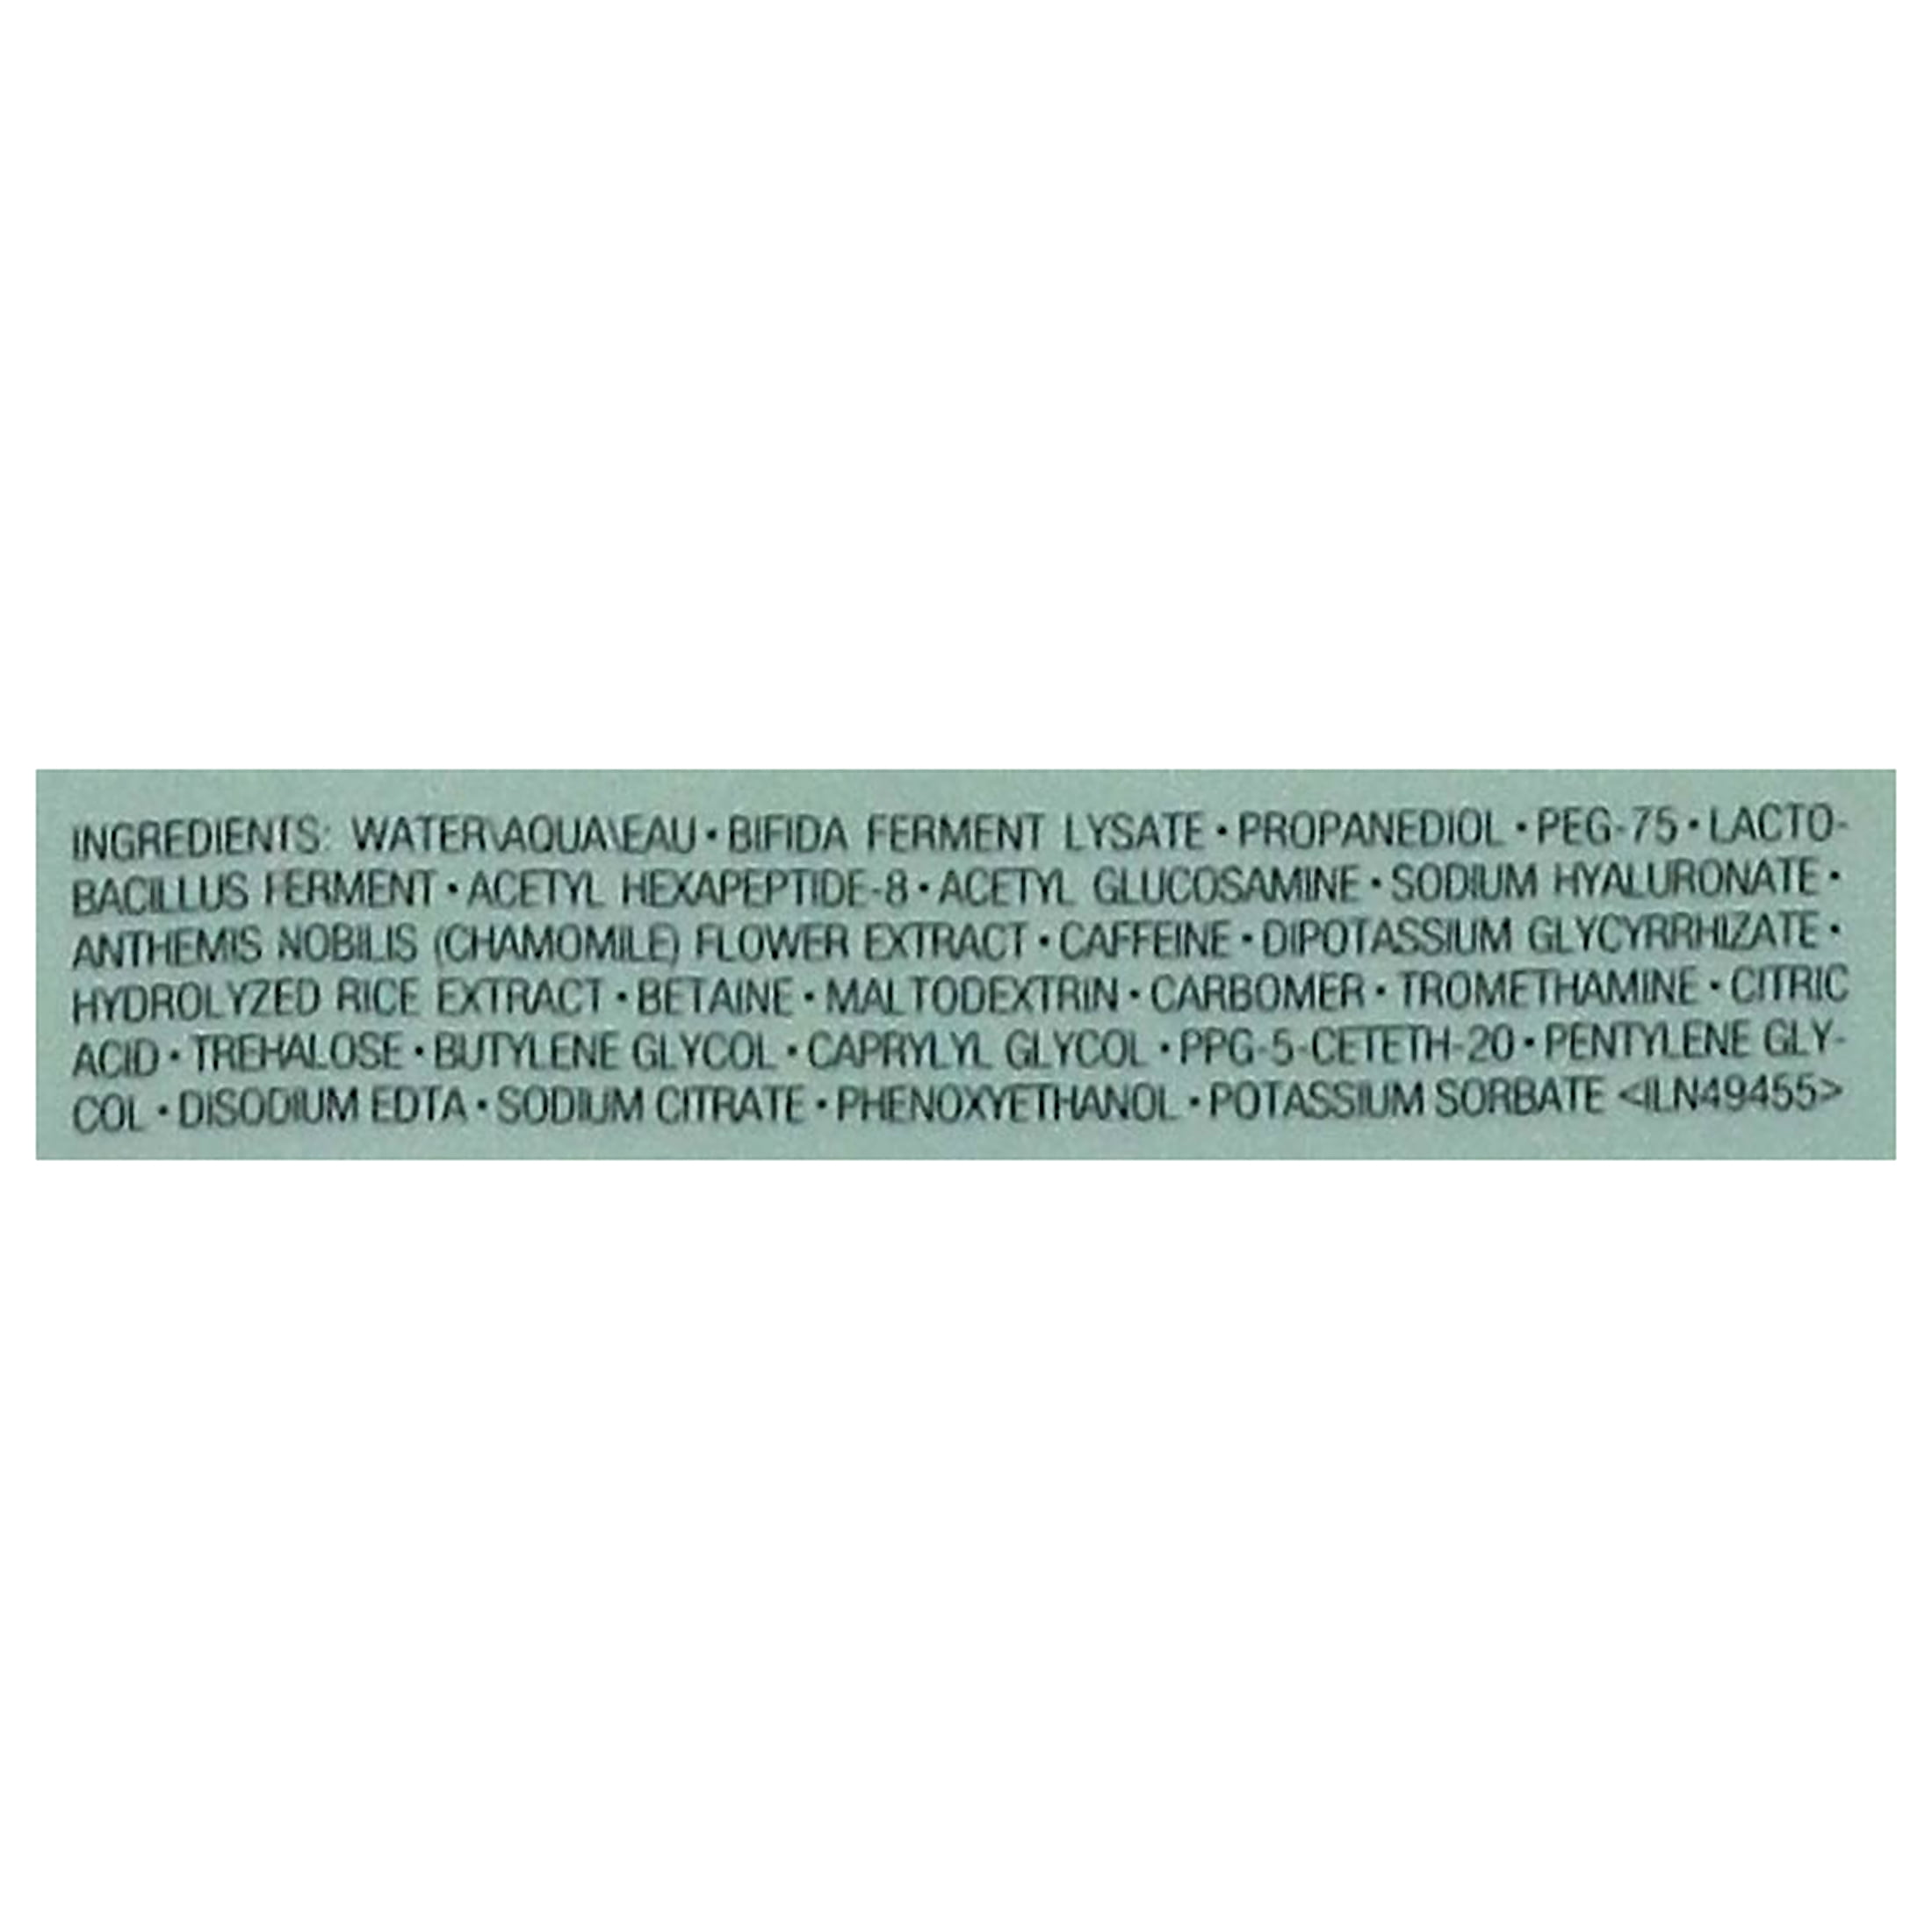 INGREDIENTS: WATER\AQUA\EAU • BIFIDA FERMENT LYSATE • PROPANEDIOL • PEG-75 • LACTO-
BACILLUS FERMENT • ACETYL HEXAPEPTIDE-8 • ACETYL GLUCOSAMINE • SODIUM HYALURONATE •
ANTHEMIS NOBILIS (CHAMOMILE) FLOWER EXTRACT • CAFFEINE • DIPOTASSIUM GLYCYRRHIZATE •
HYDROLYZED RICE EXTRACT • BETAINE • MALTODEXTRIN • CARBOMER • TROMETHAMINE • CITRIC
ACID • TREHALOSE • BUTYLENE GLYCOL • CAPRYLYL GLYCOL • PPG-5-CETETH-20 • PENTYLENE GLY-
COL • DISODIUM EDTA • SODIUM CITRATE • PHENOXYETHANOL • POTASSIUM SORBATE <ILN49455>